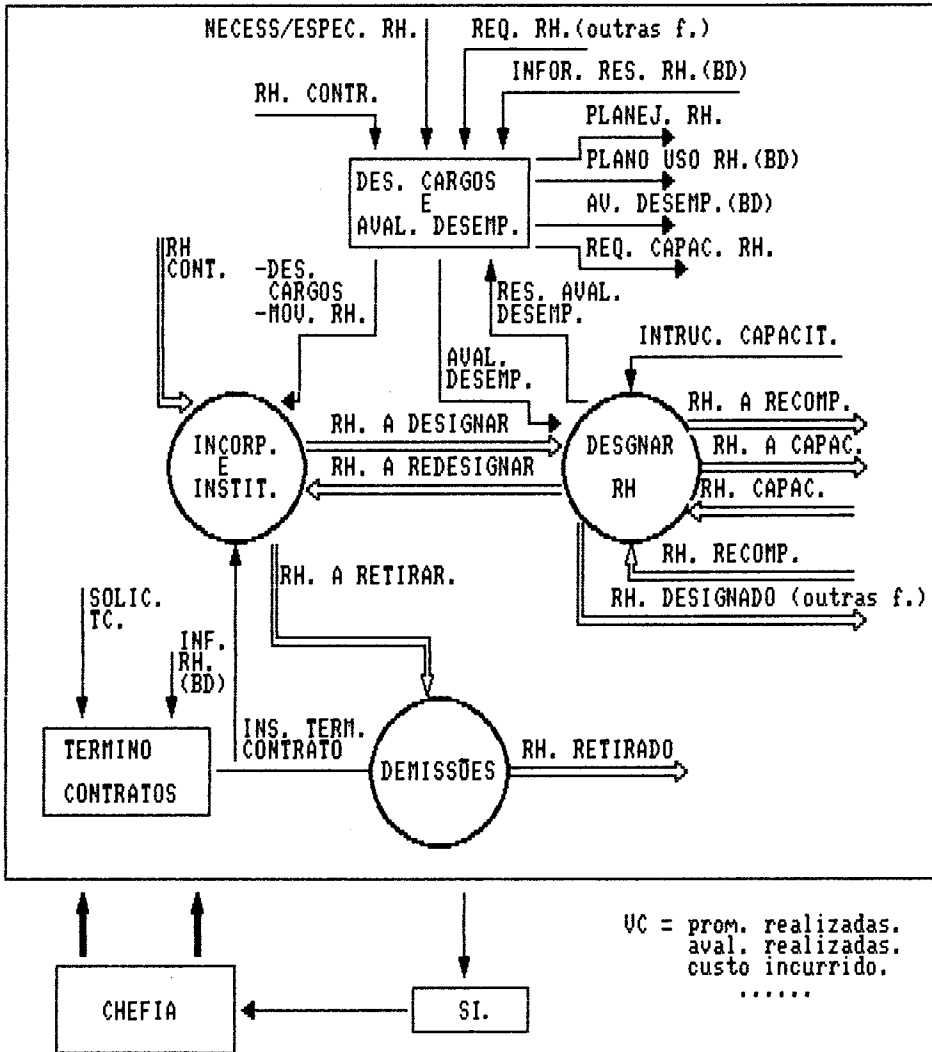 NECESS/ESPEC. RH.
REQ. RH.(outras f.)
INFOR. RES. RH.(BD)
RH. CONTR.
PLANEJ. RH.
PLANO USO RH.(BD)
DES. CARGOS
E
AVAL. DESEMP.
AV. DESEMP.(BD)
REQ. CAPAC. RH.
RH
CONT.
-DES.
CARGOS
-MOV. RH.
RES. AVAL.
DESEMP.
AVAL.
DESEMP.
INTRUC. CAPACIT.
INCORP.
E
INSTIT.
RH. A DESIGNAR
RH. A REDESIGNAR
DESGNAR
RH
RH. A RECOMP.
RH. A CAPAC.
RH. CAPAC.
RH. RECOMP.
RH. DESIGNADO (outras f.)
RH. A RETIRAR.
SOLIC.
TC.
INF.
RH.
(BD)
INS. TERM.
CONTRATO
TERMINO
CONTRATOS
DEMISSÕES
RH. RETIRADO
VC = prom. realizadas.
aval. realizadas.
custo incurrido.
......
CHEFIA
SI.